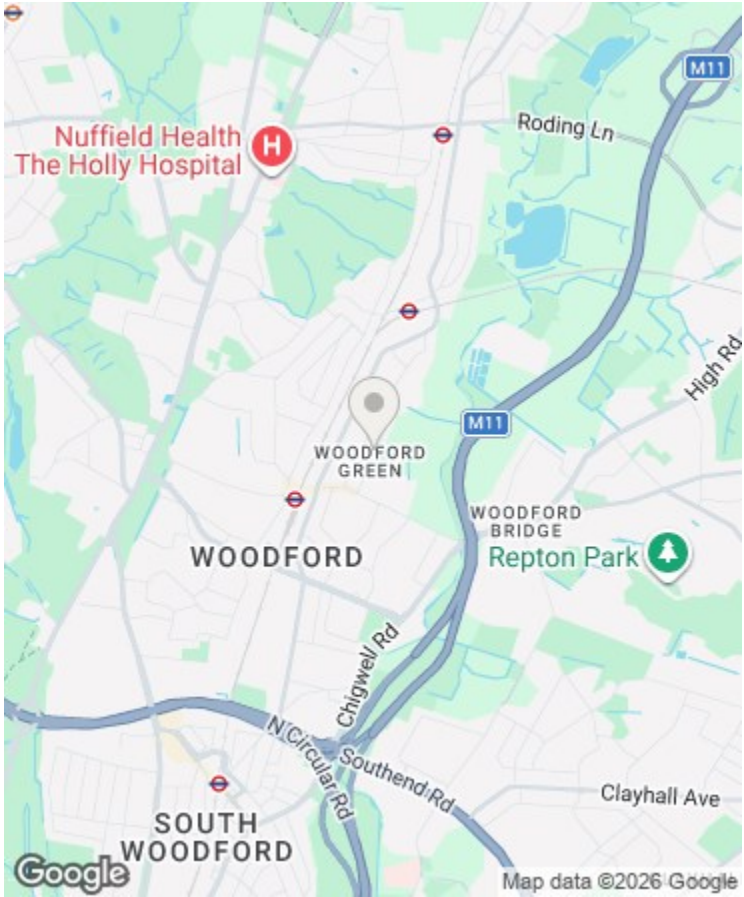 M11
Roding Ln
Nuffield Health
The Holly Hospital
H
High Rd
M11
WOODFORD
GREEN
WOODFORD
BRIDGE
WOODFORD
Repton Park
Chigwell Rd
N Circular Rd
Southend Rd
Clayhall Ave
SOUTH
WOODFORD
Google
Map data ©2026 Google